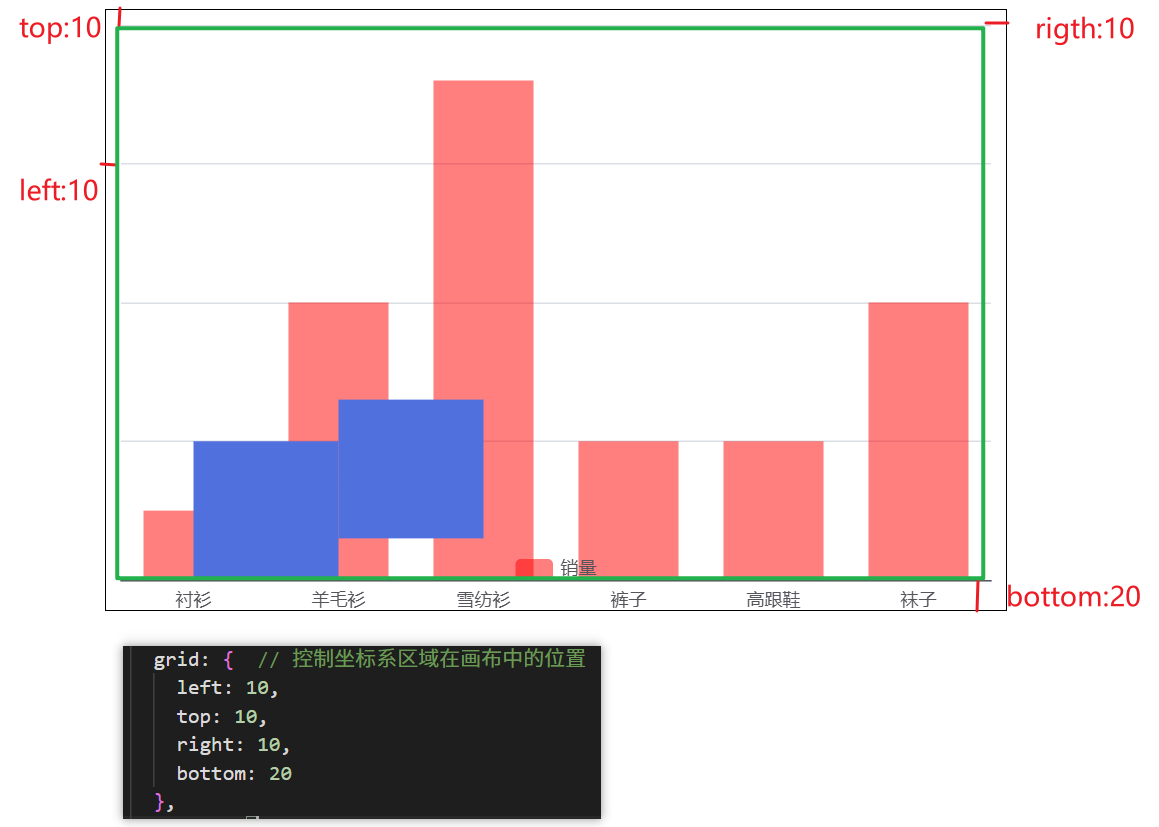 top:10
rigth:10
left:10
销量
衬衫 羊毛衫 雪纺衫 裤子 高跟鞋 袜子
bottom:20
grid: {  // 控制坐标系区域在画布中的位置
left: 10,
top: 10,
right: 10,
bottom: 20
},